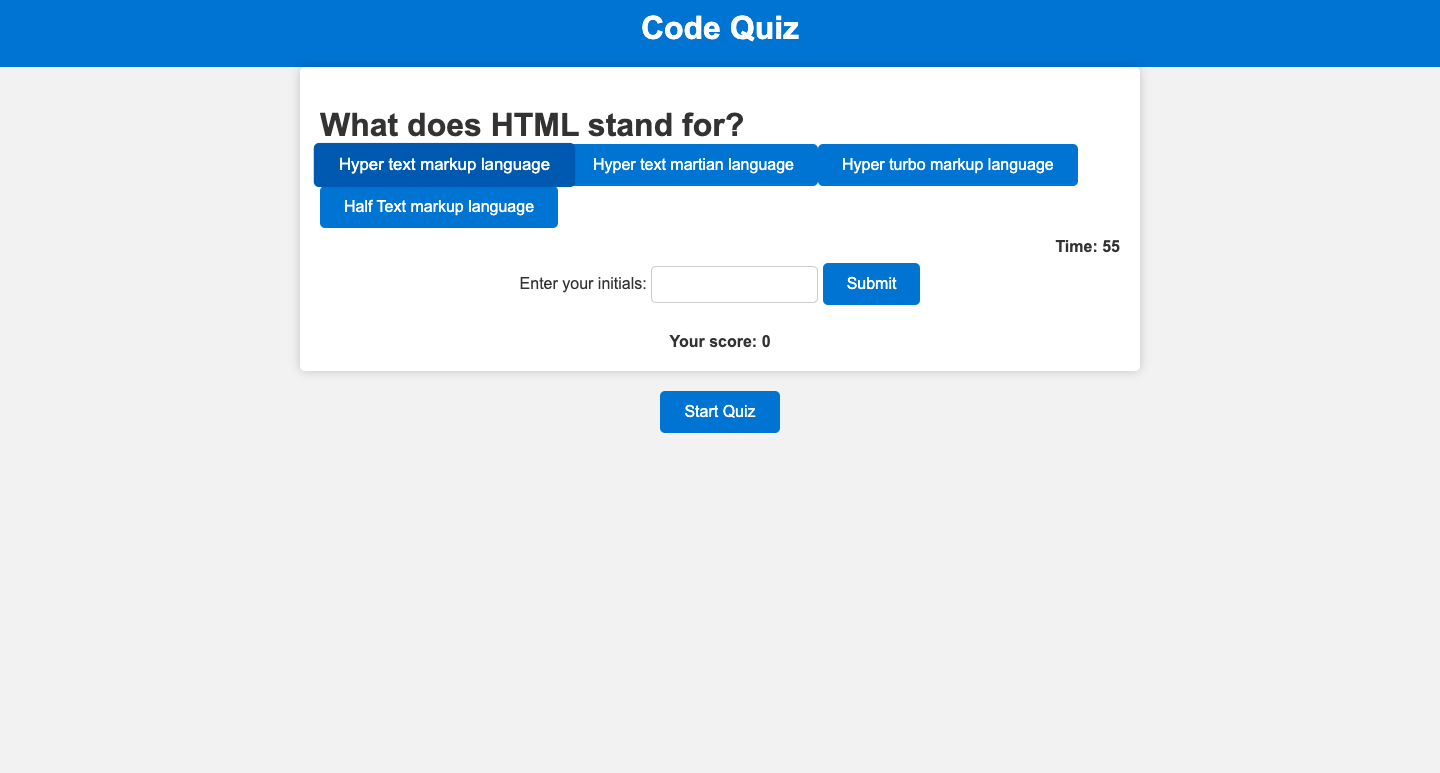 Code Quiz
What does HTML stand for?
Hyper text markup language Hyper text martian language Hyper turbo markup language
Half Text markup language
Time: 55
Enter your initials: Submit
Your score: 0
Start Quiz